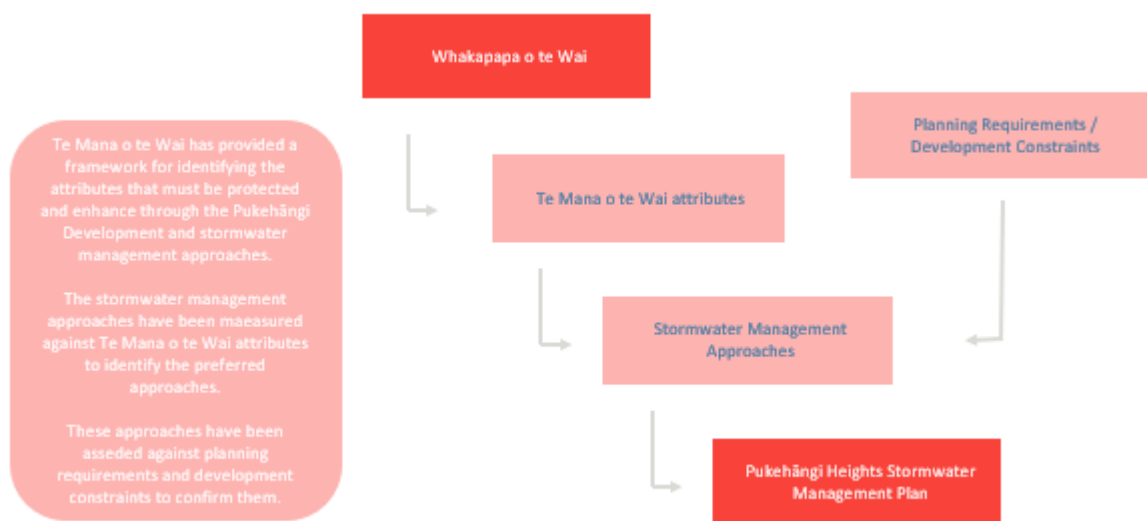 Whakapapa o te Wai
Planning Requirements /
Development Constraints
Te Mana o te Wai has provided a
framework for identifying the
attributes that must be protected
and enhance through the Pukehāngi
Development and stormwater
management approaches.
The stormwater management
approaches have been maeasured
against Te Mana o te Wai attributes
to identify the preferred
approaches.
These approaches have been
asseded against planning
requirements and development
constraints to confirm them.
Te Mana o te Wai attributes
Stormwater Management
Approaches
Pukehāngi Heights Stormwater
Management Plan